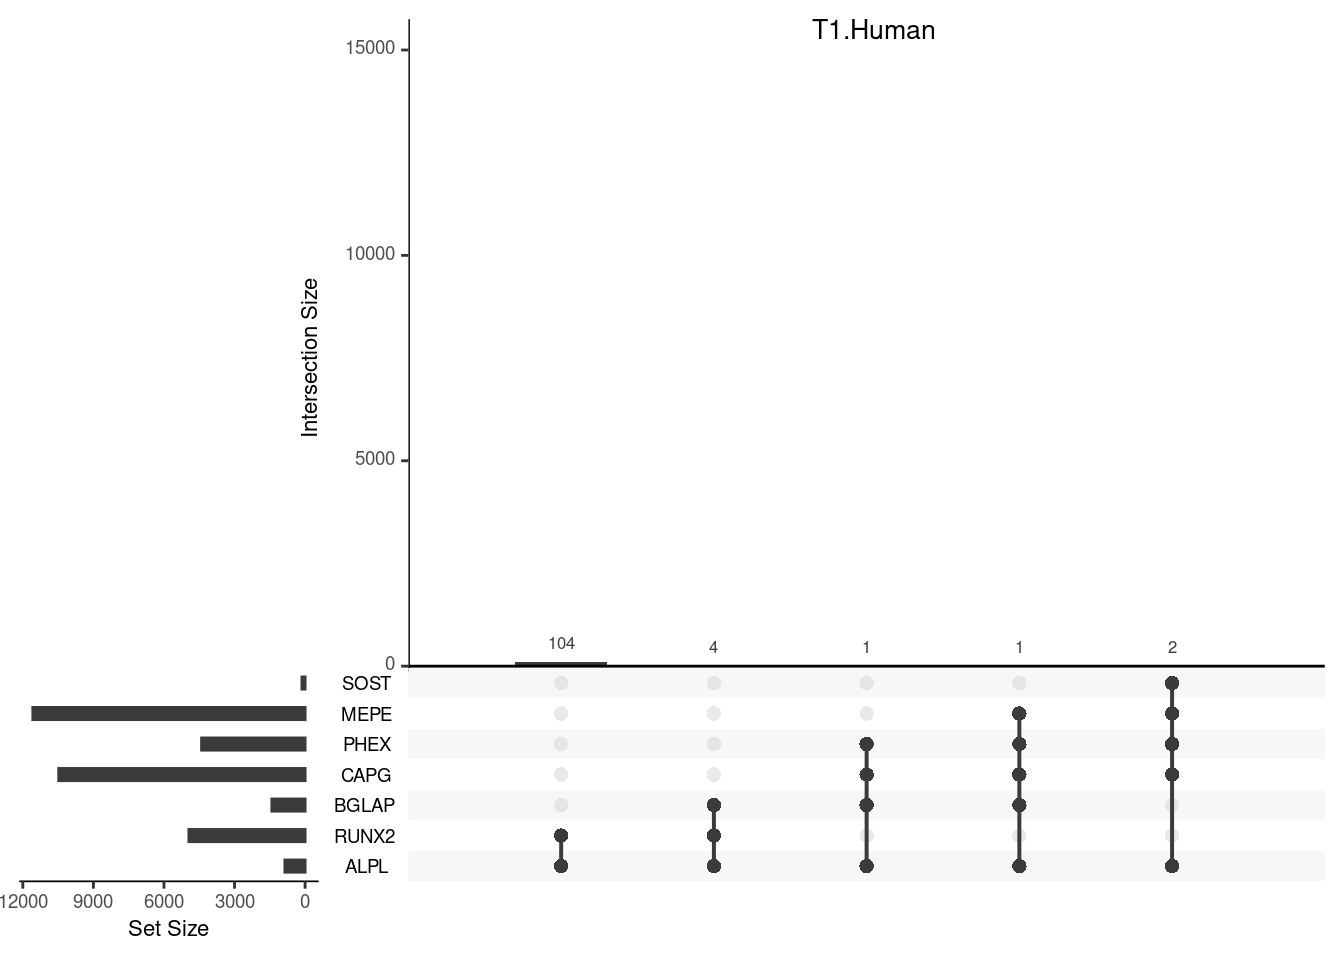 T1.Human
15000
10000
5000
0
Intersection Size
104 4 1 1 2
SOST
MEPE
PHEX
CAPG
BGLAP
RUNX2
ALPL
12000 9000 6000 3000 0
Set Size